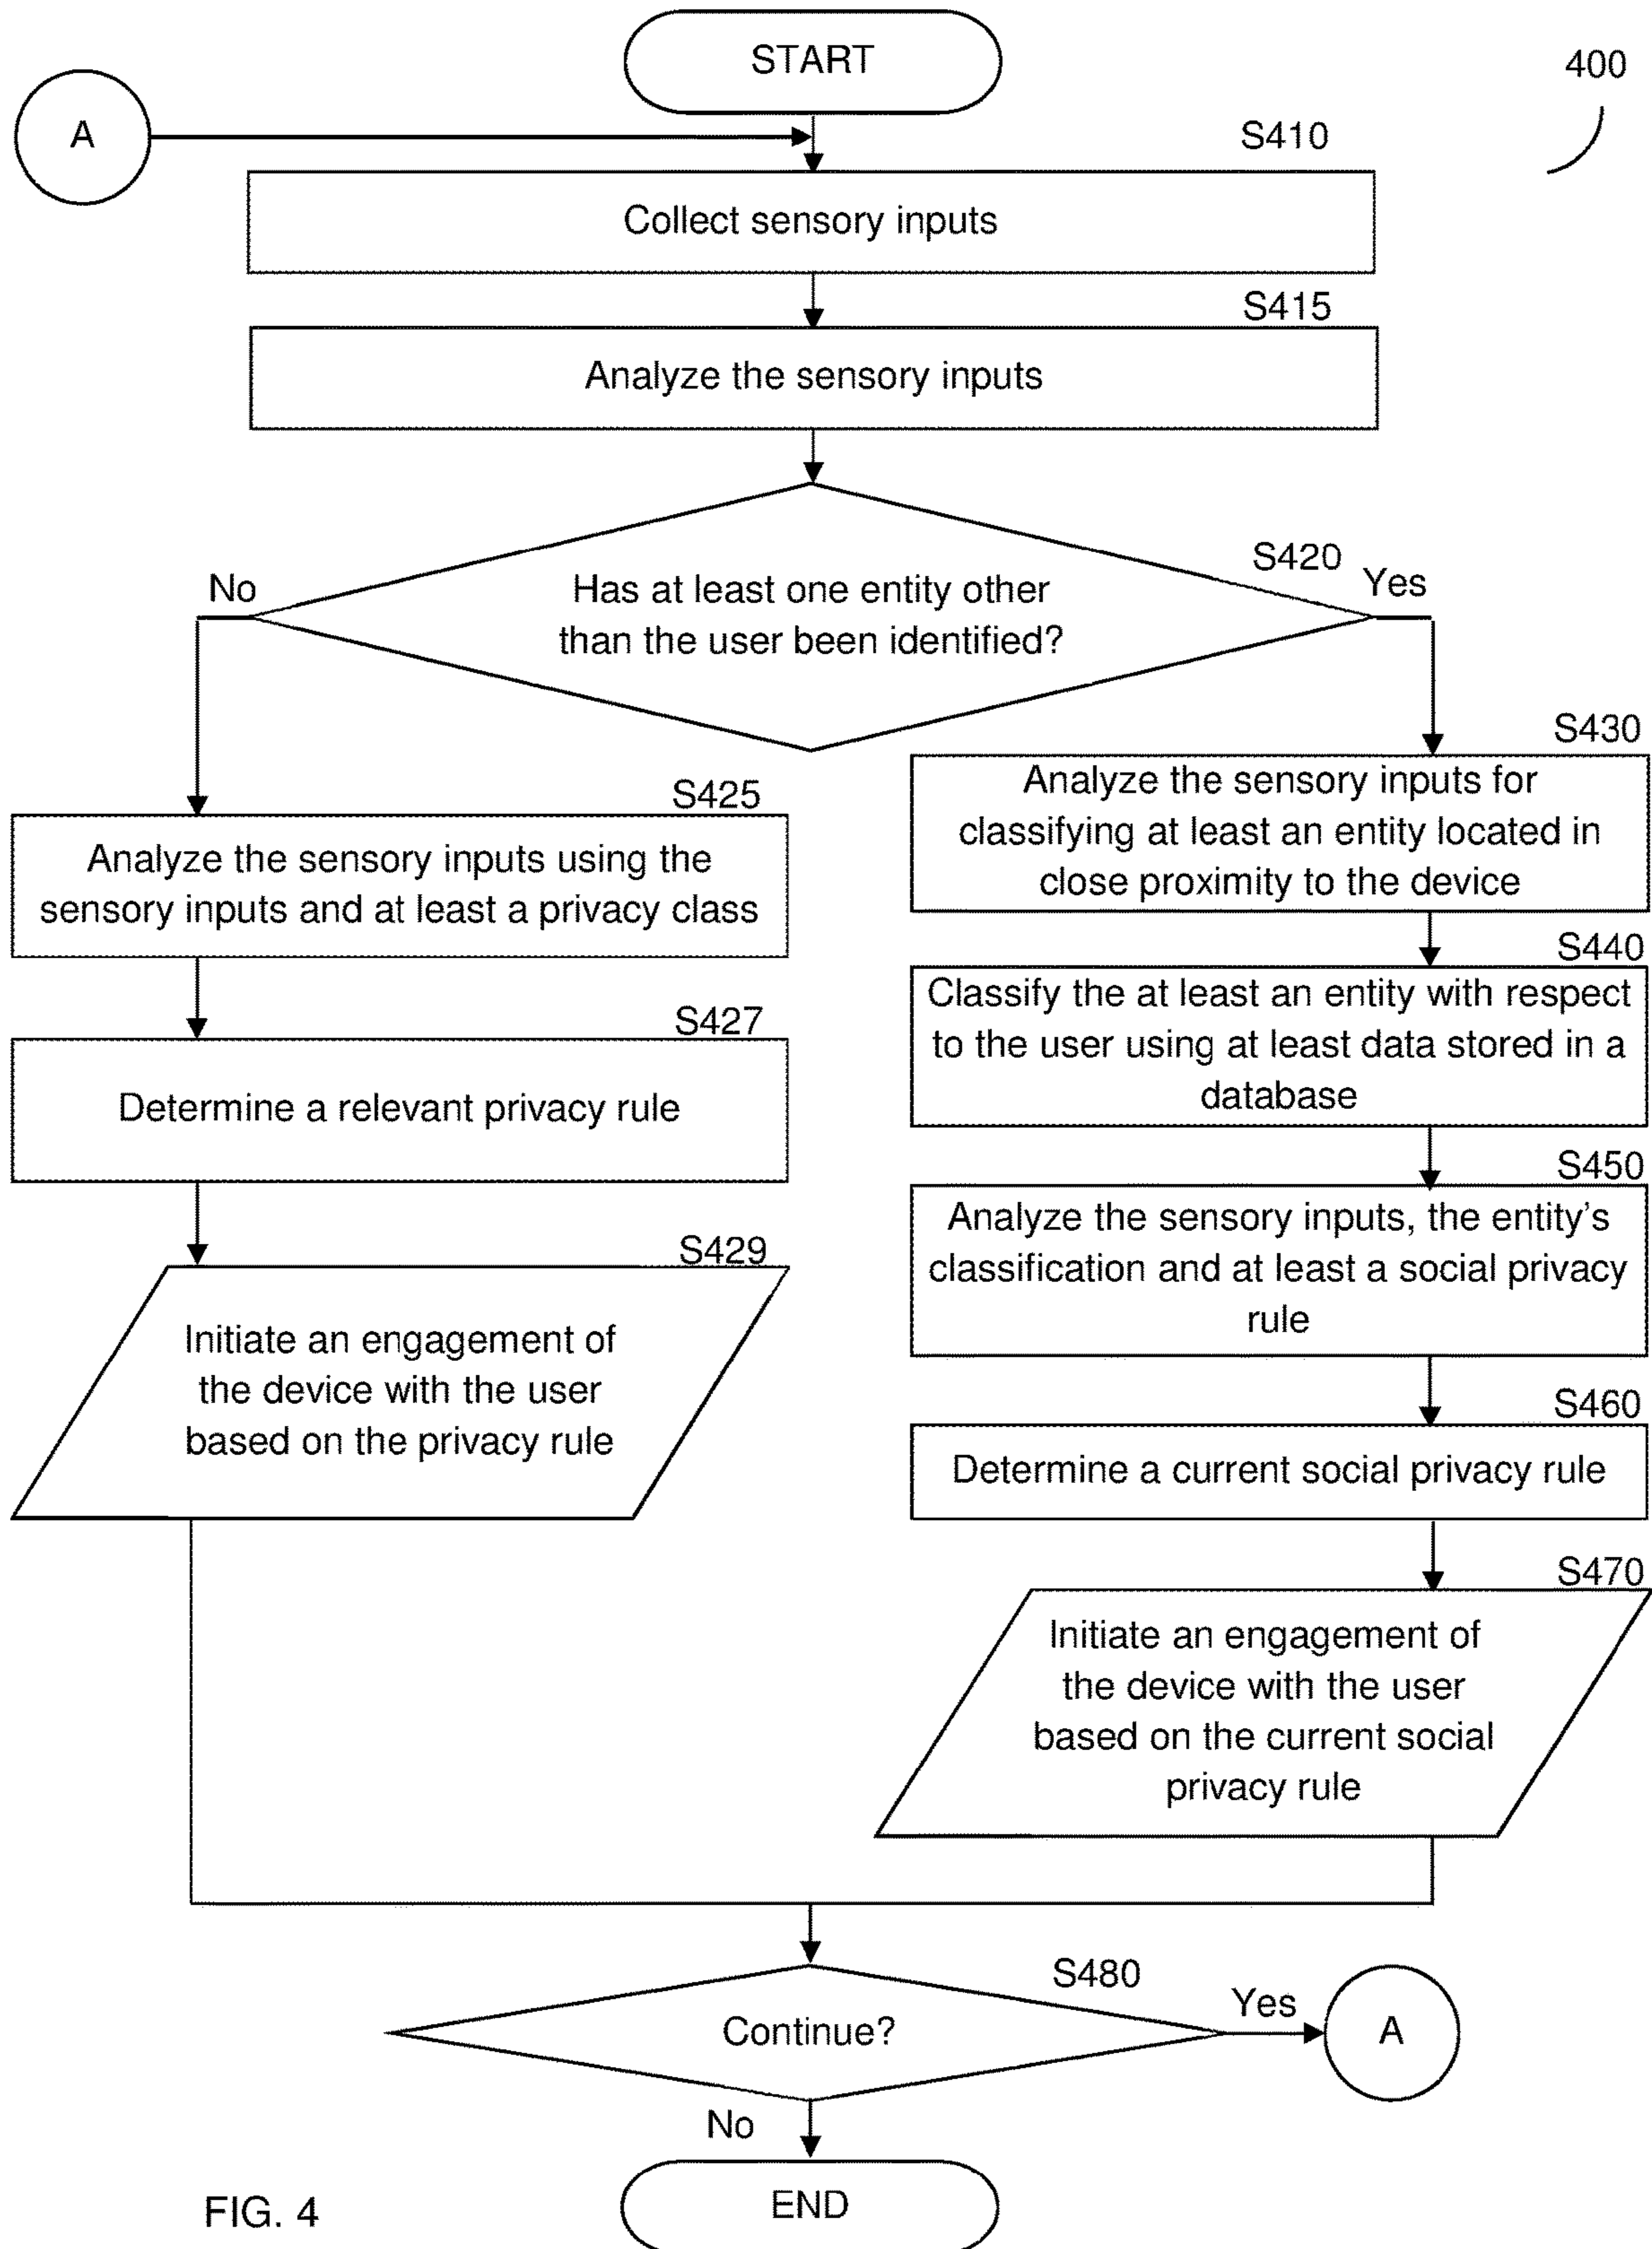 START
400
A
S410
Collect sensory inputs
S415
Analyze the sensory inputs
S420
No
Yes
Has at least one entity other
than the user been identified?
S425
Analyze the sensory inputs using the
sensory inputs and at least a privacy class
S427
Determine a relevant privacy rule
S429
Initiate an engagement of
the device with the user
based on the privacy rule
S430
Analyze the sensory inputs for
classifying at least an entity located in
close proximity to the device
S440
Classify the at least an entity with respect
to the user using at least data stored in a
database
S450
Analyze the sensory inputs, the entity's
classification and at least a social privacy
rule
S460
Determine a current social privacy rule
S470
Initiate an engagement of
the device with the user
based on the current social
privacy rule
S480
Continue?
Yes
A
No
END
FIG. 4